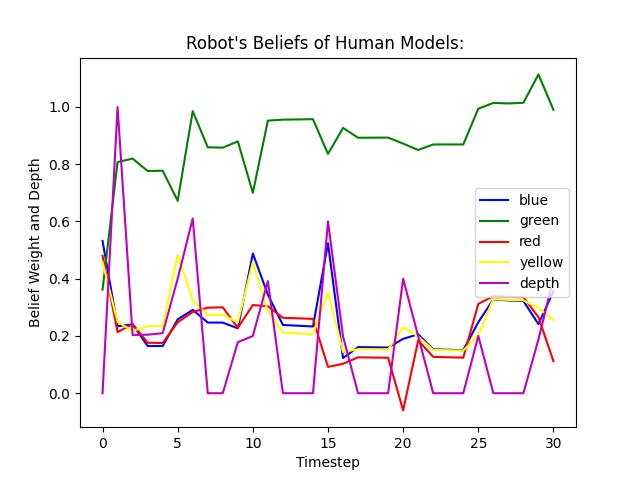 Robot's Beliefs of Human Models:
Belief Weight and Depth
1.0
0.8
0.6
0.4
0.2
0.0
blue
green
red
yellow
depth
0 5 10 15 20 25 30
Timestep